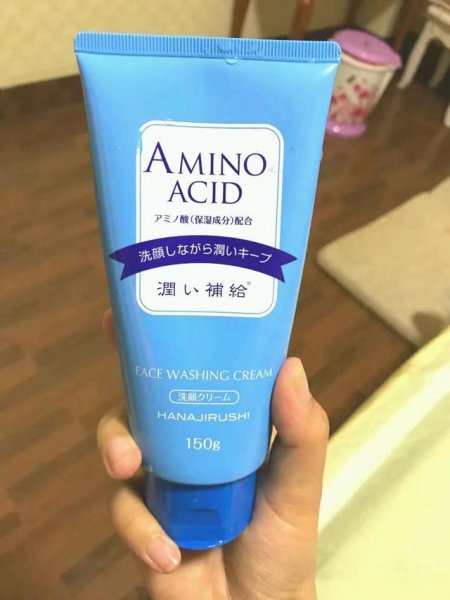 AMINO
ACID
アミノ酸(保湿成分)配合
洗顔しながら潤いキープ
潤い補給※
FACE WASHING CREAM
洗顔クリーム
HANAJIRUSHI
150g